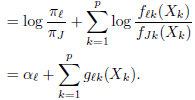 = log π_ℓ/π_J + ∑_{k=1}^{p} log f_{ℓk}(X_k)/f_{Jk}(X_k)
= α_ℓ + ∑_{k=1}^{p} g_{ℓk}(X_k).